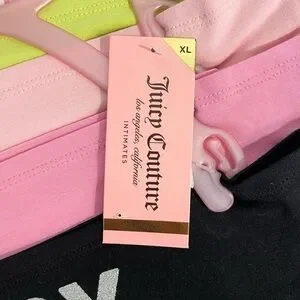 XL
Juicy Couture
los angeles, california
INTIMATES